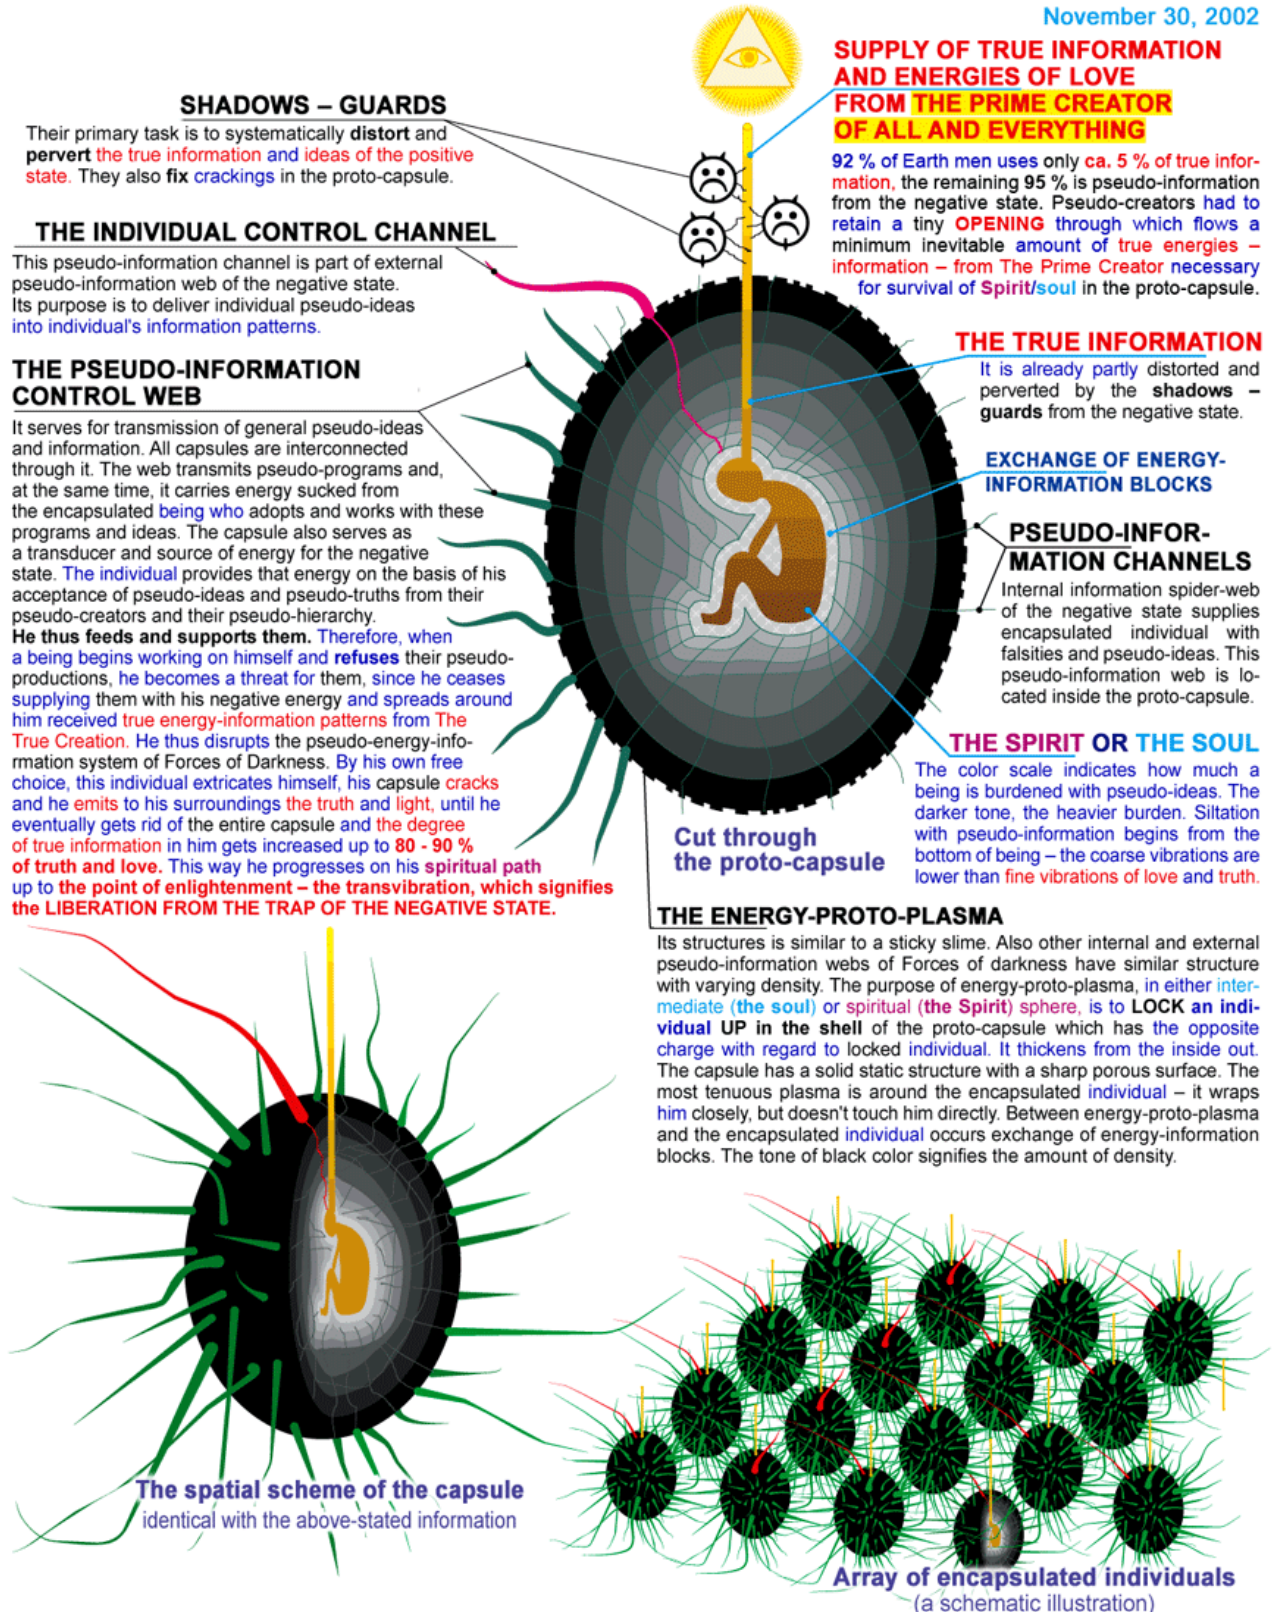 November 30, 2002
SUPPLY OF TRUE INFORMATION
AND ENERGIES OF LOVE
FROM THE PRIME CREATOR
OF ALL AND EVERYTHING
92 % of Earth men uses only ca. 5 % of true infor-
mation, the remaining 95 % is pseudo-information
from the negative state. Pseudo-creators had to
retain a tiny OPENING through which flows a
minimum inevitable amount of true energies –
information – from The Prime Creator necessary
for survival of Spirit/soul in the proto-capsule.
SHADOWS – GUARDS
Their primary task is to systematically distort and
pervert the true information and ideas of the positive
state. They also fix crackings in the proto-capsule.
THE INDIVIDUAL CONTROL CHANNEL
This pseudo-information channel is part of external
pseudo-information web of the negative state.
Its purpose is to deliver individual pseudo-ideas
into individual's information patterns.
THE PSEUDO-INFORMATION
CONTROL WEB
It serves for transmission of general pseudo-ideas
and information. All capsules are interconnected
through it. The web transmits pseudo-programs and,
at the same time, it carries energy sucked from
the encapsulated being who adopts and works with these
programs and ideas. The capsule also serves as
a transducer and source of energy for the negative
state. The individual provides that energy on the basis of his
acceptance of pseudo-ideas and pseudo-truths from their
pseudo-creators and their pseudo-hierarchy.
He thus feeds and supports them. Therefore, when
a being begins working on himself and refuses their pseudo-
productions, he becomes a threat for them, since he ceases
supplying them with his negative energy and spreads around
him received true energy-information patterns from The
True Creation. He thus disrupts the pseudo-energy-info-
rmation system of Forces of Darkness. By his own free
choice, this individual extricates himself, his capsule cracks
and he emits to his surroundings the truth and light, until he
eventually gets rid of the entire capsule and the degree
of true information in him gets increased up to 80 - 90 %
of truth and love. This way he progresses on his spiritual path
up to the point of enlightenment – the transvibration, which signifies
the LIBERATION FROM THE TRAP OF THE NEGATIVE STATE.
THE TRUE INFORMATION
It is already partly distorted and
perverted by the shadows –
guards from the negative state.
EXCHANGE OF ENERGY-
INFORMATION BLOCKS
PSEUDO-INFOR-
MATION CHANNELS
Internal information spider-web
of the negative state supplies
encapsulated individual with
falsities and pseudo-ideas. This
pseudo-information web is lo-
cated inside the proto-capsule.
THE SPIRIT OR THE SOUL
The color scale indicates how much a
being is burdened with pseudo-ideas. The
darker tone, the heavier burden. Siltation
with pseudo-information begins from the
bottom of being – the coarse vibrations are
lower than fine vibrations of love and truth.
Cut through
the proto-capsule
THE ENERGY-PROTO-PLASMA
Its structures is similar to a sticky slime. Also other internal and external
pseudo-information webs of Forces of darkness have similar structure
with varying density. The purpose of energy-proto-plasma, in either inter-
mediate (the soul) or spiritual (the Spirit) sphere, is to LOCK an indi-
vidual UP in the shell of the proto-capsule which has the opposite
charge with regard to locked individual. It thickens from the inside out.
The capsule has a solid static structure with a sharp porous surface. The
most tenuous plasma is around the encapsulated individual – it wraps
him closely, but doesn't touch him directly. Between energy-proto-plasma
and the encapsulated individual occurs exchange of energy-information
blocks. The tone of black color signifies the amount of density.
The spatial scheme of the capsule
identical with the above-stated information
Array of encapsulated individuals
(a schematic illustration)